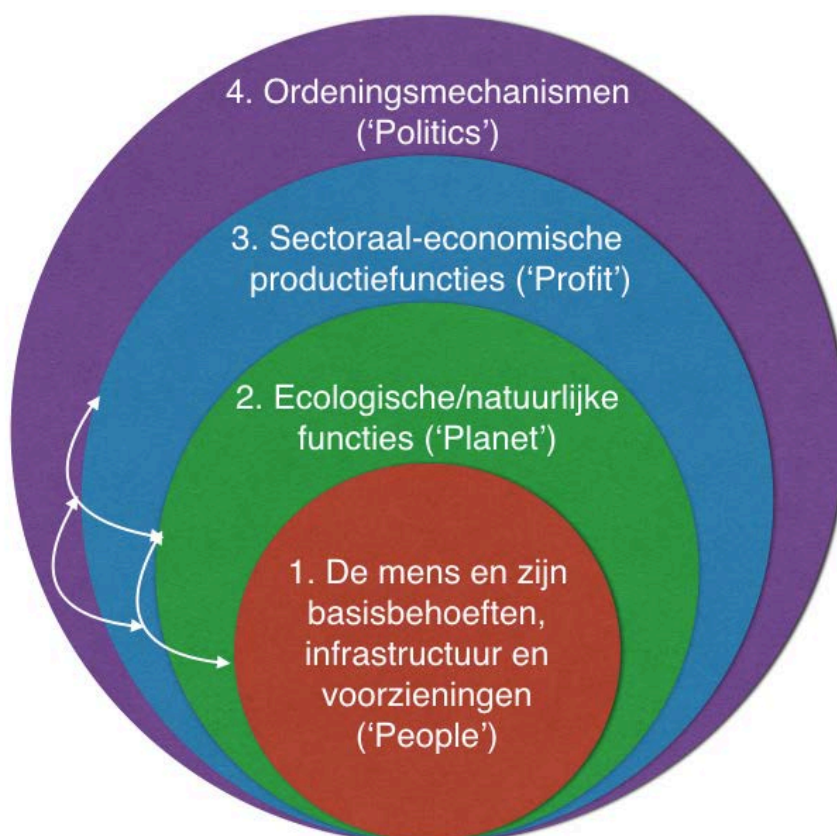 4. Ordeningsmechanismen
(‘Politics’)
3. Sectoraal-economische
productiefuncties (‘Profit’)
2. Ecologische/natuurlijke
functies (‘Planet’)
1. De mens en zijn
basisbehoeften,
infrastructuur en
voorzieningen
(‘People’)